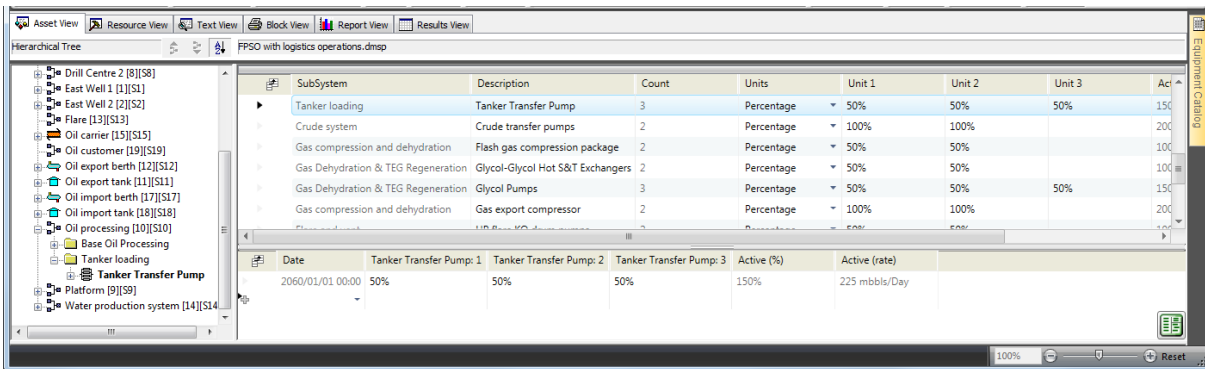 Asset View Resource View Text View Block View Report View Results View
Hierarchical Tree FPSO with logistics operations.dmsp
Equipment Catalog
Drill Centre 2 [8][S8]
East Well 1 [1][S1]
East Well 2 [2][S2]
Flare [13][S13]
Oil carrier [15][S15]
Oil customer [19][S19]
Oil export berth [12][S12]
Oil export tank [11][S11]
Oil import berth [17][S17]
Oil import tank [18][S18]
Oil processing [10][S10]
Base Oil Processing
Tanker loading
Tanker Transfer Pump
Platform [9][S9]
Water production system [14][S14
SubSystem Description Count Units Unit 1 Unit 2 Unit 3
Tanker loading Tanker Transfer Pump 3 Percentage 50% 50% 50% 150
Crude system Crude transfer pumps 2 Percentage 100% 100% 200
Gas compression and dehydration Flash gas compression package 2 Percentage 50% 50% 100
Gas Dehydration & TEG Regeneration Glycol-Glycol Hot S&T Exchangers 2 Percentage 50% 50% 100
Gas Dehydration & TEG Regeneration Glycol Pumps 3 Percentage 50% 50% 50% 150
Gas compression and dehydration Gas export compressor 2 Percentage 100% 100% 200
Date Tanker Transfer Pump: 1 Tanker Transfer Pump: 2 Tanker Transfer Pump: 3 Active (%) Active (rate)
2060/01/01 00:00 50% 50% 50% 150% 225 mbbls/Day
100% Reset